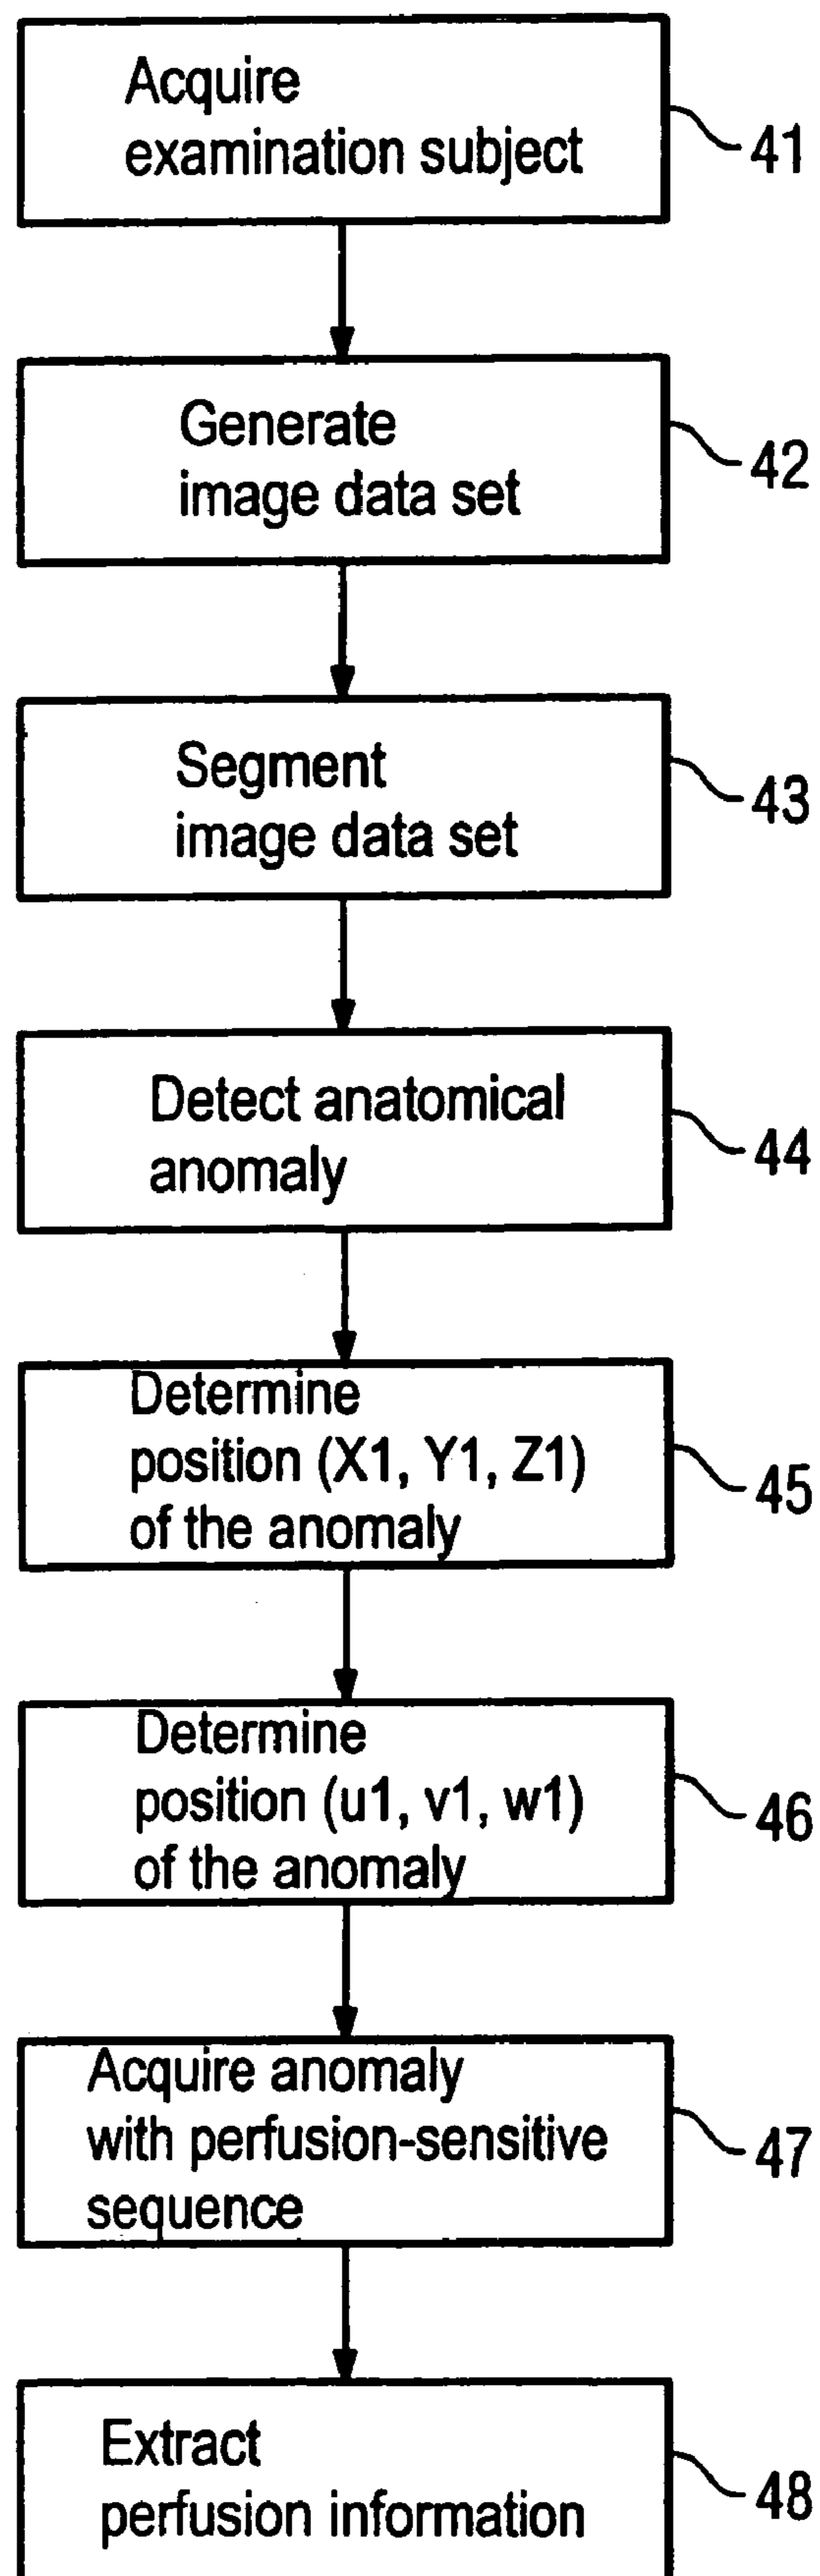 Acquire
examination subject
41
Generate
image data set
42
Segment
image data set
43
Detect anatomical
anomaly
44
Determine
position (X1, Y1, Z1)
of the anomaly
45
Determine
position (u1, v1, w1)
of the anomaly
46
Acquire anomaly
with perfusion-sensitive
sequence
47
Extract
perfusion information
48